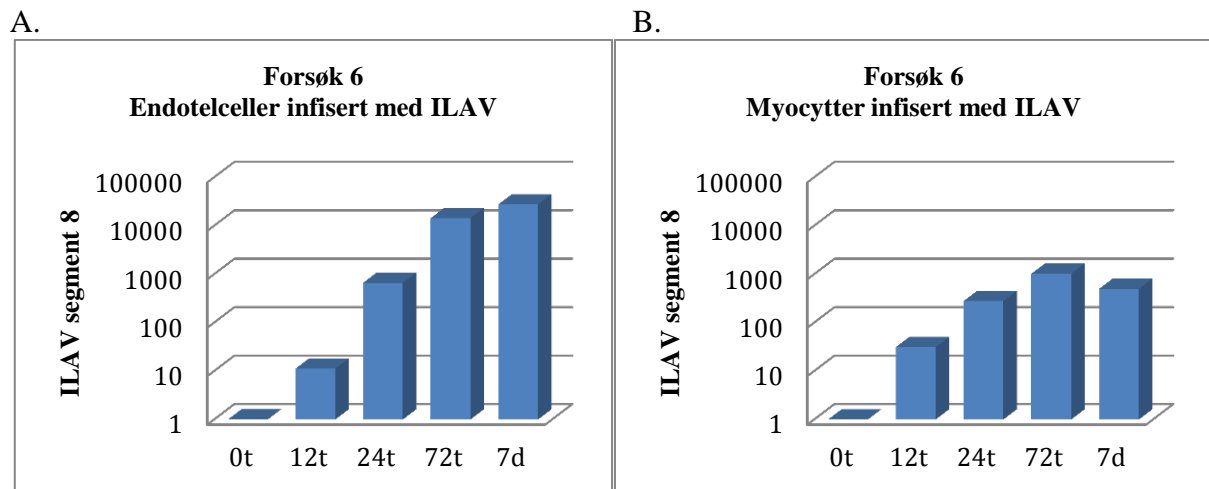 A.
Forsøk 6
Endotelceller infisert med ILAV
ILAV segment 8
100000
10000
1000
100
10
1
0t 12t 24t 72t 7d
B.
Forsøk 6
Myocytter infisert med ILAV
ILAV segment 8
100000
10000
1000
100
10
1
0t 12t 24t 72t 7d